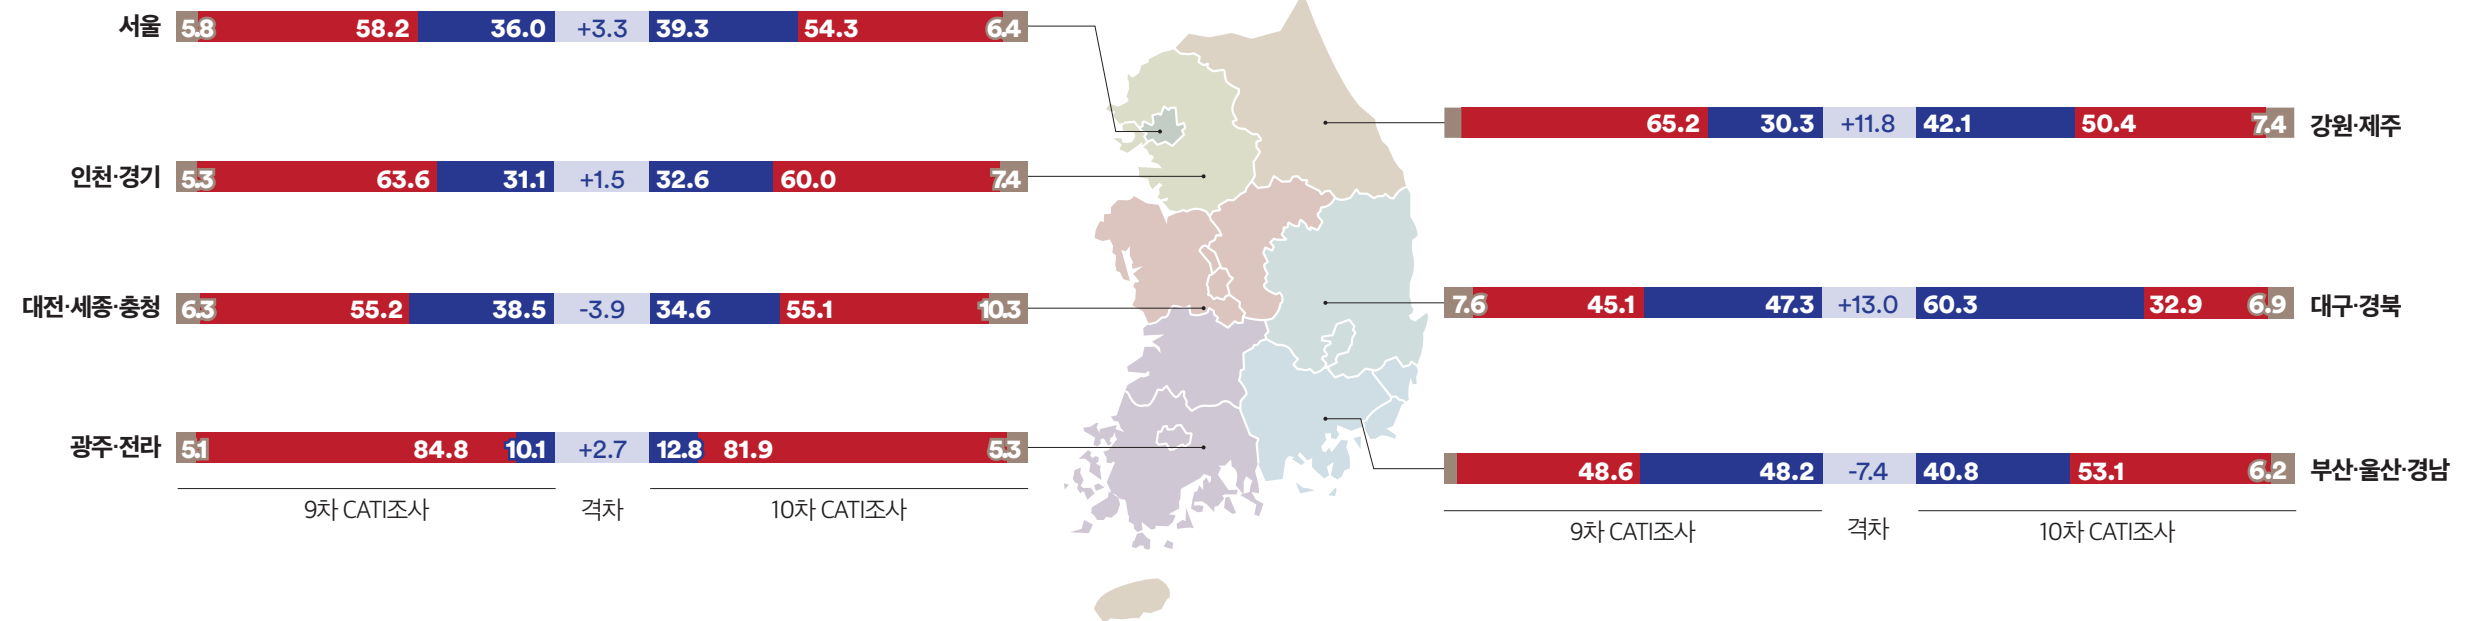 서울 5.8 58.2 36.0 +3.3 39.3 54.3 6.4
인천·경기 5.3 63.6 31.1 +1.5 32.6 60.0 7.4
대전·세종·충청 6.3 55.2 38.5 -3.9 34.6 55.1 10.3
광주·전라 5.1 84.8 10.1 +2.7 12.8 81.9 5.3
9차 CATI조사 격차 10차 CATI조사
65.2 30.3 +11.8 42.1 50.4 7.4 강원·제주
7.6 45.1 47.3 +13.0 60.3 32.9 6.9 대구·경북
48.6 48.2 -7.4 40.8 53.1 6.2 부산·울산·경남
9차 CATI조사 격차 10차 CATI조사